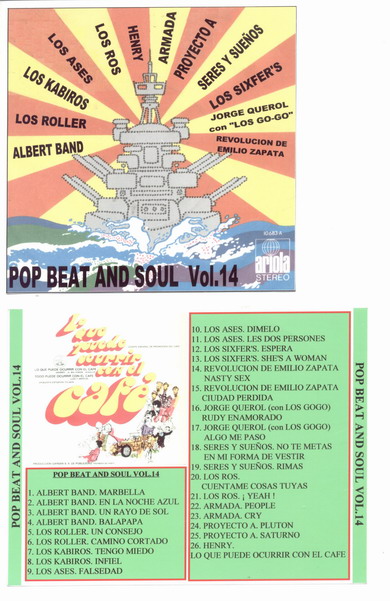 ALBERT BAND
LOS ROLLER
LOS KABIROS
LOS ASES
LOS ROS
HENRY
ARMADA
PROYECTO A
SERES Y SUEÑOS
LOS SIXFER'S
JORGE QUEROL
con "LOS GO-GO"
REVOLUCION DE
EMILIO ZAPATA
ariola
STEREO
POP BEAT AND SOUL Vol.14
POP BEAT AND SOUL VOL.14
Lo
que
puede
ocurrir
con el
café
POP BEAT AND SOUL VOL.14
1. ALBERT BAND. MARBELLA
2. ALBERT BAND. EN LA NOCHE AZUL
3. ALBERT BAND. UN RAYO DE SOL
4. ALBERT BAND. BALAPAPA
5. LOS ROLLER. UN CONSEJO
6. LOS ROLLER. CAMINO CORTADO
7. LOS KABIROS. TENGO MIEDO
8. LOS KABIROS. INFIEL
9. LOS ASES. FALSEDAD
10. LOS ASES. DIMELO
11. LOS ASES. LES DOS PERSONES
12. LOS SIXFER'S. ESPERA
13. LOS SIXFER'S. SHE'S A WOMAN
14. REVOLUCION DE EMILIO ZAPATA
NASTY SEX
15. REVOLUCION DE EMILIO ZAPATA
CIUDAD PERDIDA
16. JORGE QUEROL (con LOS GOGO)
RUDY ENAMORADO
17. JORGE QUEROL (con LOS GOGO)
ALGO ME PASO
18. SERES Y SUEÑOS. NO TE METAS
EN MI FORMA DE VESTIR
19. SERES Y SUEÑOS. RIMAS
20. LOS ROS.
CUENTAME COSAS TUYAS
21. LOS ROS. ¡ YEAH !
22. ARMADA. PEOPLE
23. ARMADA. CRY
24. PROYECTO A. PLUTON
25. PROYECTO A. SATURNO
26. HENRY.
LO QUE PUEDE OCURRIR CON EL CAFE
POP BEAT AND SOUL VOL.14